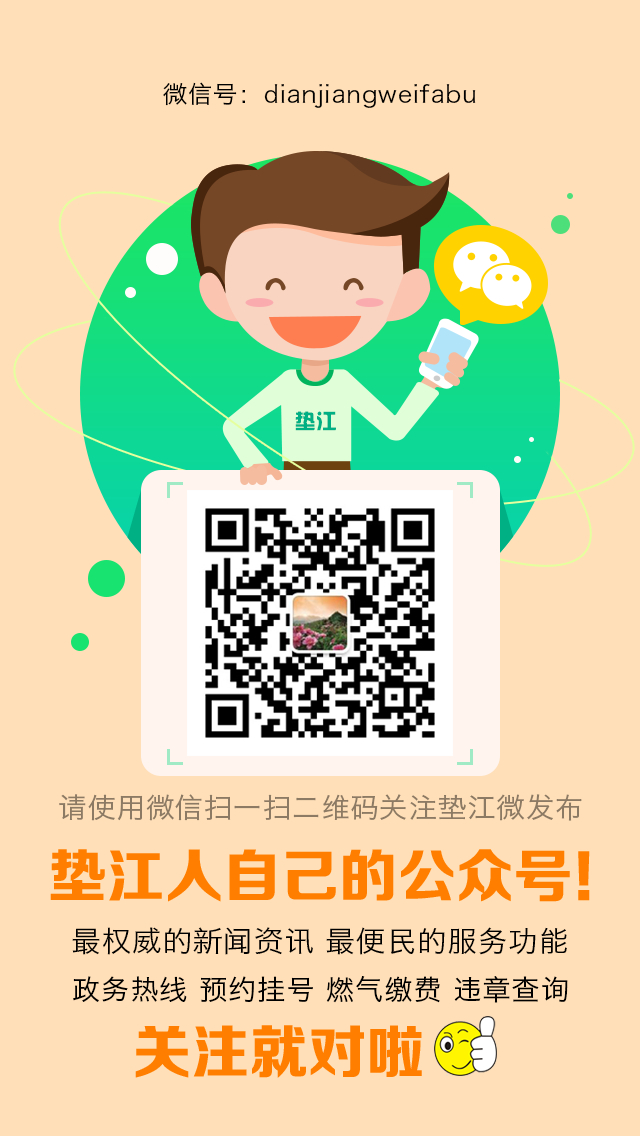 微信号：dianjiangweifabu
垫江
请使用微信扫一扫二维码关注垫江微发布
垫江人自己的公众号!
最权威的新闻资讯 最便民的服务功能
政务热线 预约挂号 燃气缴费 违章查询
关注就对啦